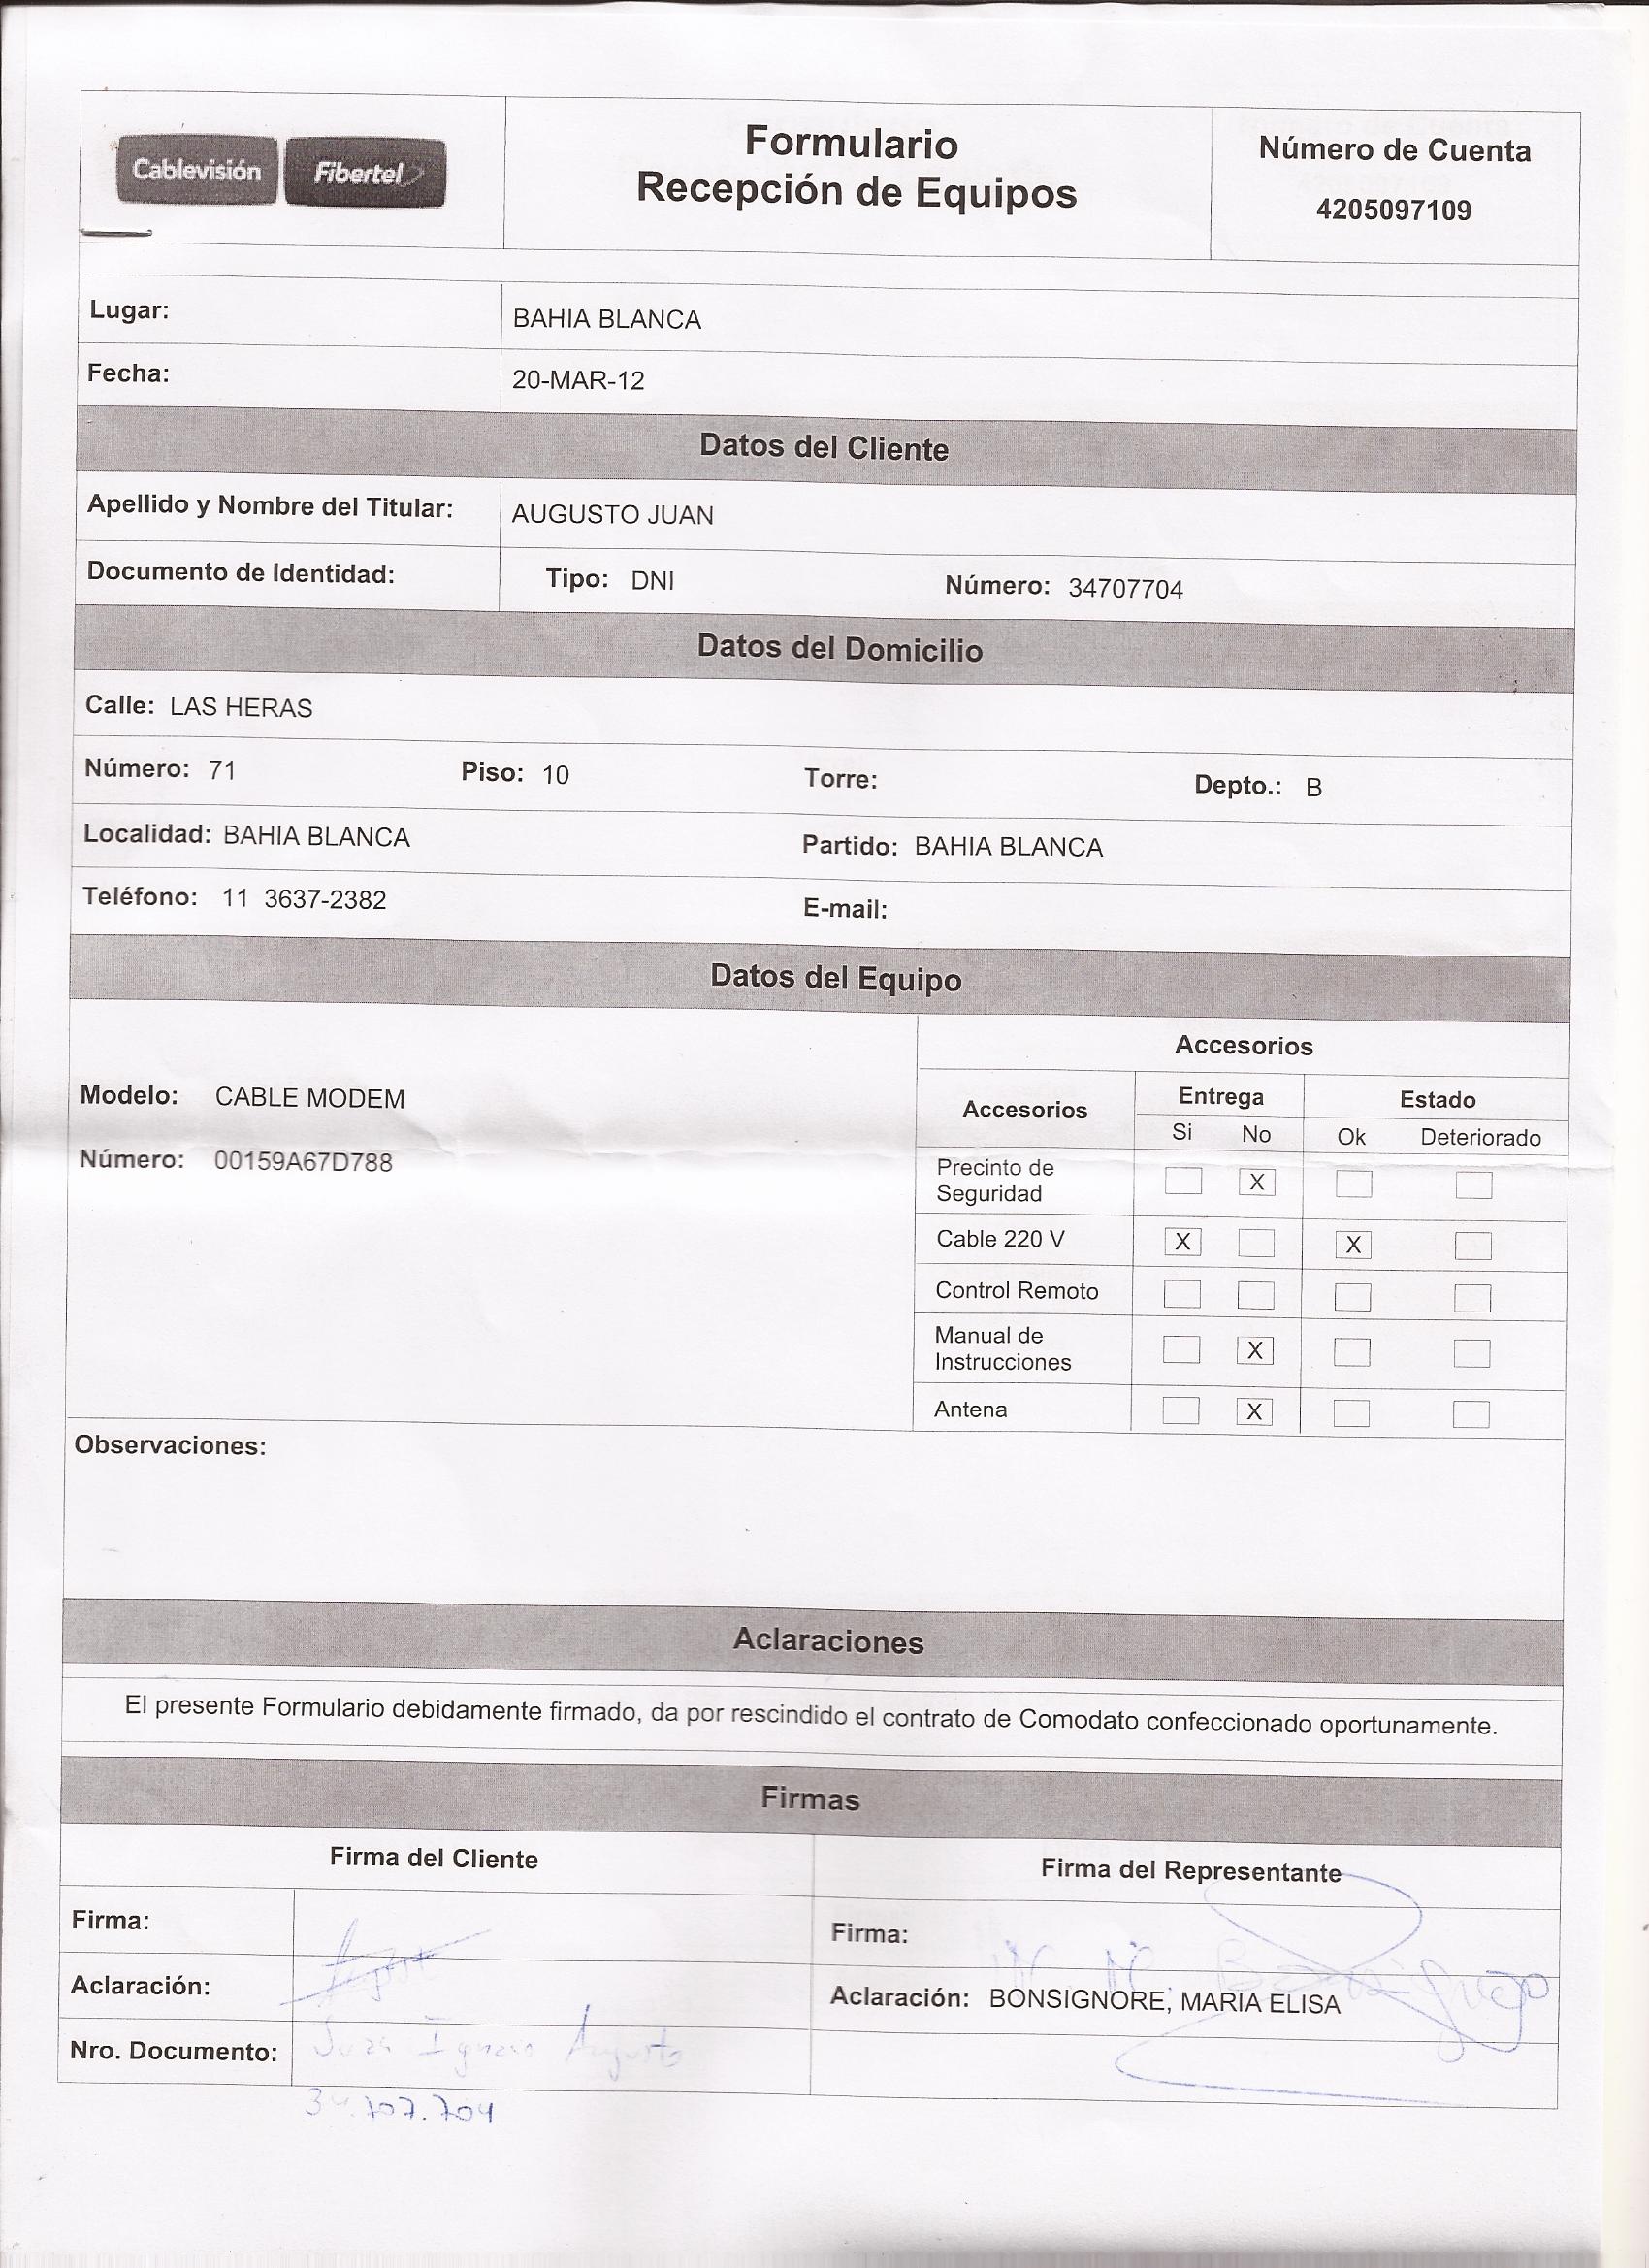 Cablevisión Fibertel
Formulario
Recepción de Equipos
Número de Cuenta
4205097109
Lugar: BAHIA BLANCA
Fecha: 20-MAR-12
Datos del Cliente
Apellido y Nombre del Titular: AUGUSTO JUAN
Documento de Identidad: Tipo: DNI Número: 34707704
Datos del Domicilio
Calle: LAS HERAS
Número: 71 Piso: 10 Torre: Depto.: B
Localidad: BAHIA BLANCA Partido: BAHIA BLANCA
Teléfono: 11 3637-2382 E-mail:
Datos del Equipo
Modelo: CABLE MODEM
Número: 00159A67D788
Accesorios
Accesorios Entrega Estado
Si No Ok Deteriorado
Precinto de
Seguridad X
Cable 220 V X X
Control Remoto
Manual de
Instrucciones X
Antena X
Observaciones:
Aclaraciones
El presente Formulario debidamente firmado, da por rescindido el contrato de Comodato confeccionado oportunamente.
Firmas
Firma del Cliente Firma del Representante
Firma: Firma:
Aclaración: Aclaración: BONSIGNORE, MARIA ELISA
Nro. Documento: Juan Ignacio Augusto
34.707.704